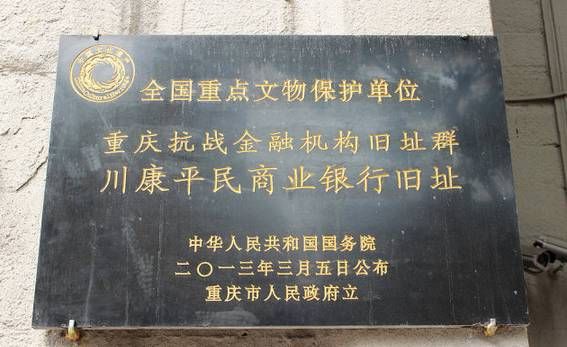 全国重点文物保护单位
重庆抗战金融机构旧址群
川康平民商业银行旧址
中华人民共和国国务院
二〇一三年三月五日公布
重庆市人民政府立